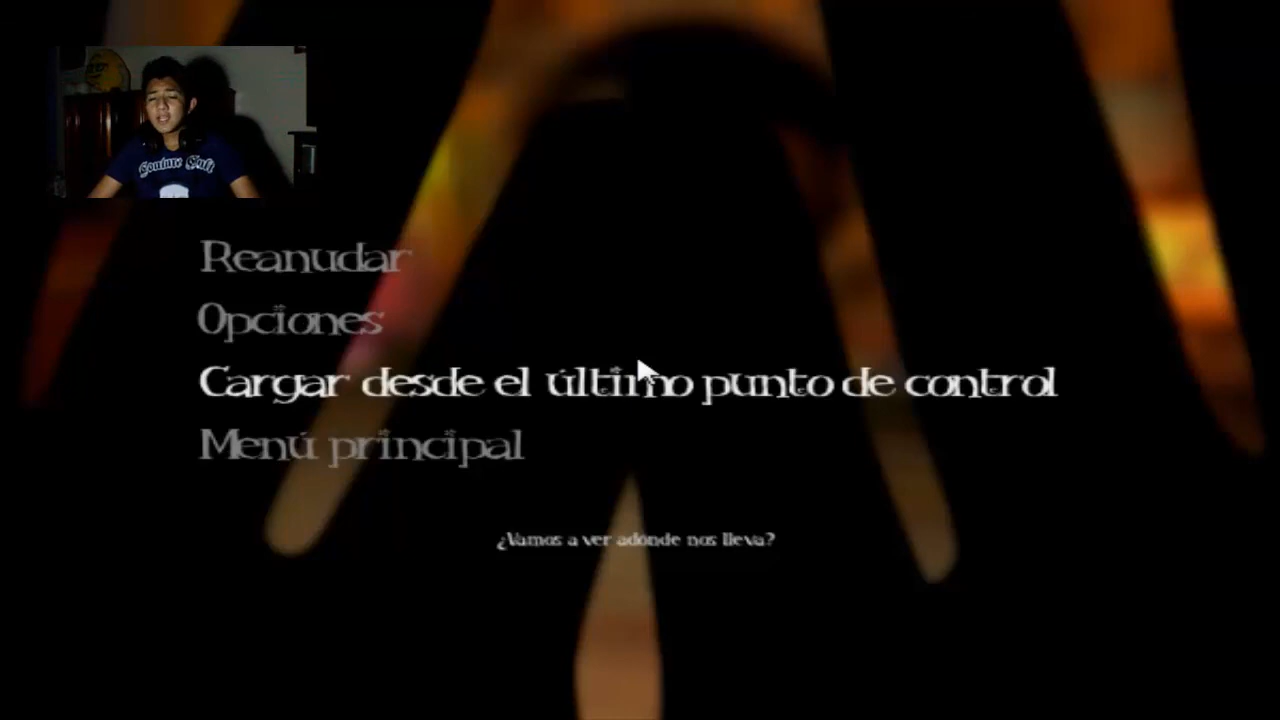 Reanudar
Opciones
Cargar desde el último punto de control
Menú principal
¿Vamos a ver adónde nos lleva?